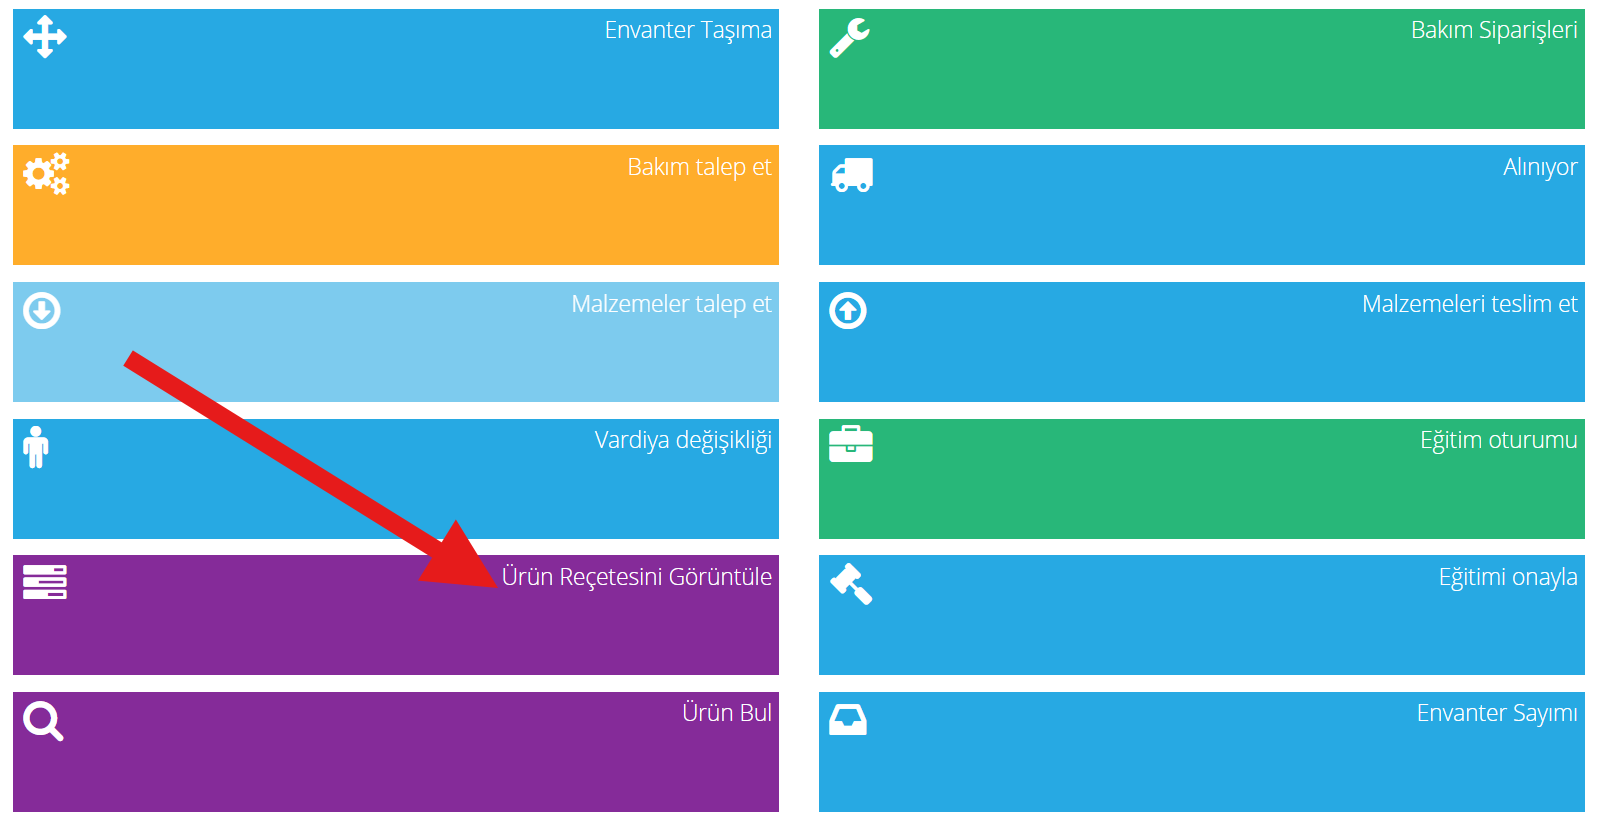 Envanter Taşıma
Bakım Siparişleri
Bakım talep et
Alınıyor
Malzemeler talep et
Malzemeleri teslim et
Vardiya değişikliği
Eğitim oturumu
Ürün Reçetesini Görüntüle
Eğitimi onayla
Ürün Bul
Envanter Sayımı